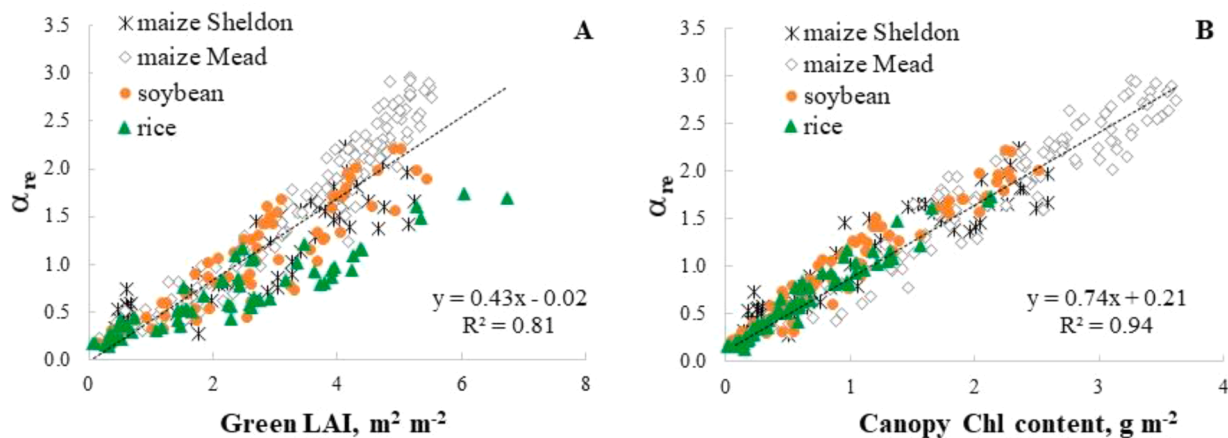 3.5
3.0
2.5
2.0
1.5
1.0
0.5
0.0
α re
maize Sheldon
maize Mead
soybean
rice
A
y = 0.43x - 0.02
R² = 0.81
0 2 4 6 8
Green LAI, m² m⁻²
3.5
3.0
2.5
2.0
1.5
1.0
0.5
0.0
α re
maize Sheldon
maize Mead
soybean
rice
B
y = 0.74x + 0.21
R² = 0.94
0 1 2 3 4
Canopy Chl content, g m⁻²